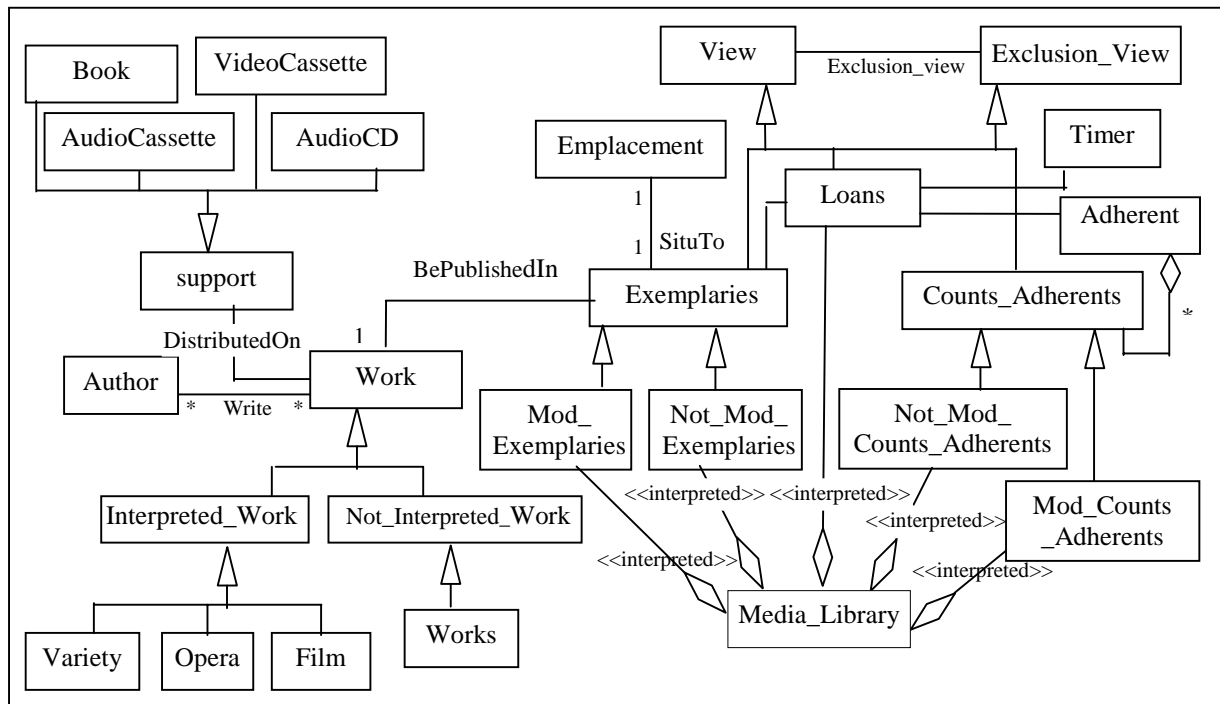 Book
VideoCassette
View
Exclusion_view
Exclusion_View
AudioCassette
AudioCD
Emplacement
Timer
1
Loans
Adherent
1
SituTo
support
BePublishedIn
Exemplaries
Counts_Adherents
*
DistributedOn
1
Author
Work
*
Write
*
Mod_
Exemplaries
Not_Mod_
Exemplaries
Not_Mod_
Counts_Adherents
Mod_Counts
_Adherents
<<interpreted>>
<<interpreted>>
<<interpreted>>
<<interpreted>>
<<interpreted>>
Interpreted_Work
Not_Interpreted_Work
Media_Library
Variety
Opera
Film
Works